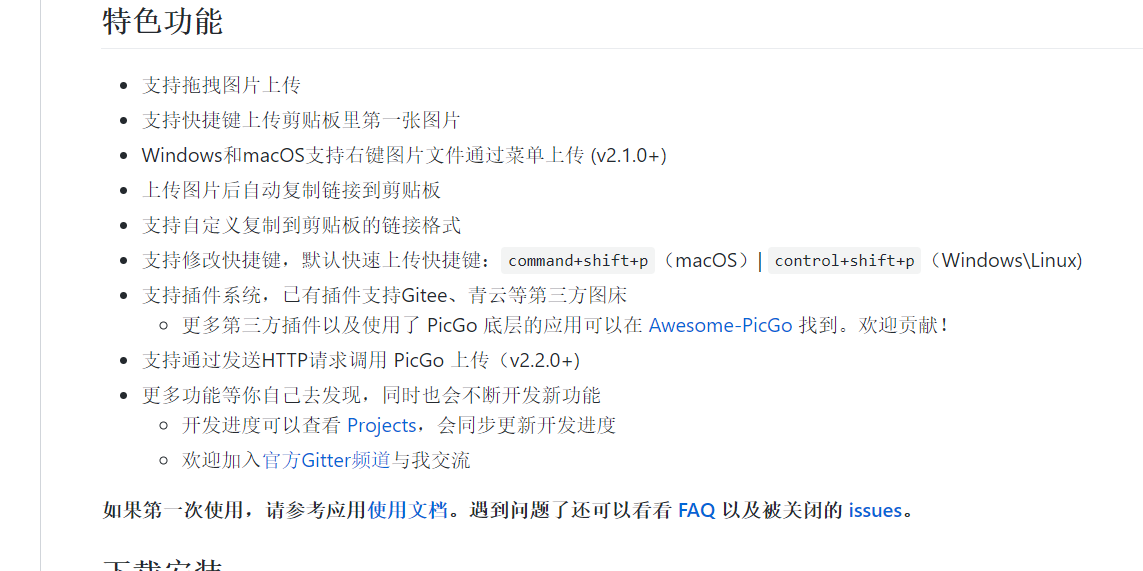 特色功能
支持拖拽图片上传
支持快捷键上传剪贴板里第一张图片
Windows和macOS支持右键图片文件通过菜单上传 (v2.1.0+)
上传图片后自动复制链接到剪贴板
支持自定义复制到剪贴板的链接格式
支持修改快捷键，默认快速上传快捷键：command+shift+p（macOS）| control+shift+p（Windows\Linux)
支持插件系统，已有插件支持Gitee、青云等第三方图床
更多第三方插件以及使用了 PicGo 底层的应用可以在 Awesome-PicGo 找到。欢迎贡献！
支持通过发送HTTP请求调用 PicGo 上传（v2.2.0+)
更多功能等你自己去发现，同时也会不断开发新功能
开发进度可以查看 Projects，会同步更新开发进度
欢迎加入官方Gitter频道与我交流
如果第一次使用，请参考应用使用文档。遇到问题了还可以看看 FAQ 以及被关闭的 issues。
下载安装